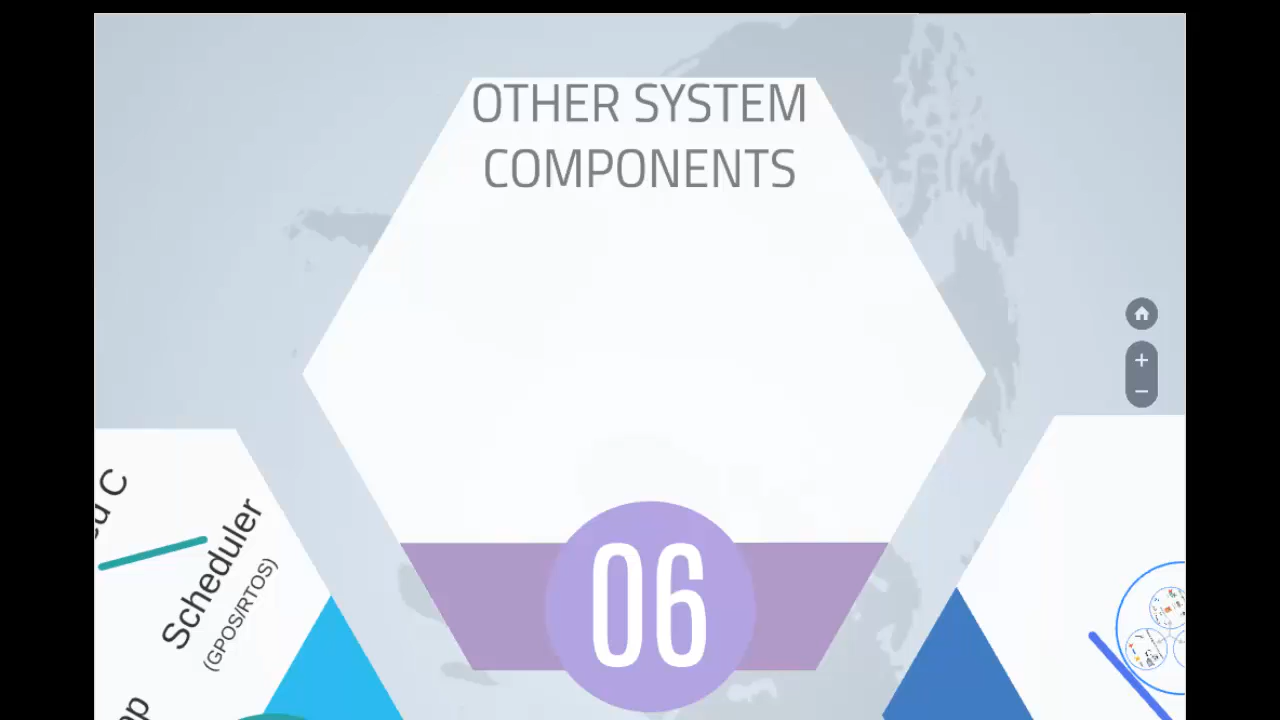 OTHER SYSTEM
COMPONENTS
Scheduler
(GPOS/RTOS)
06